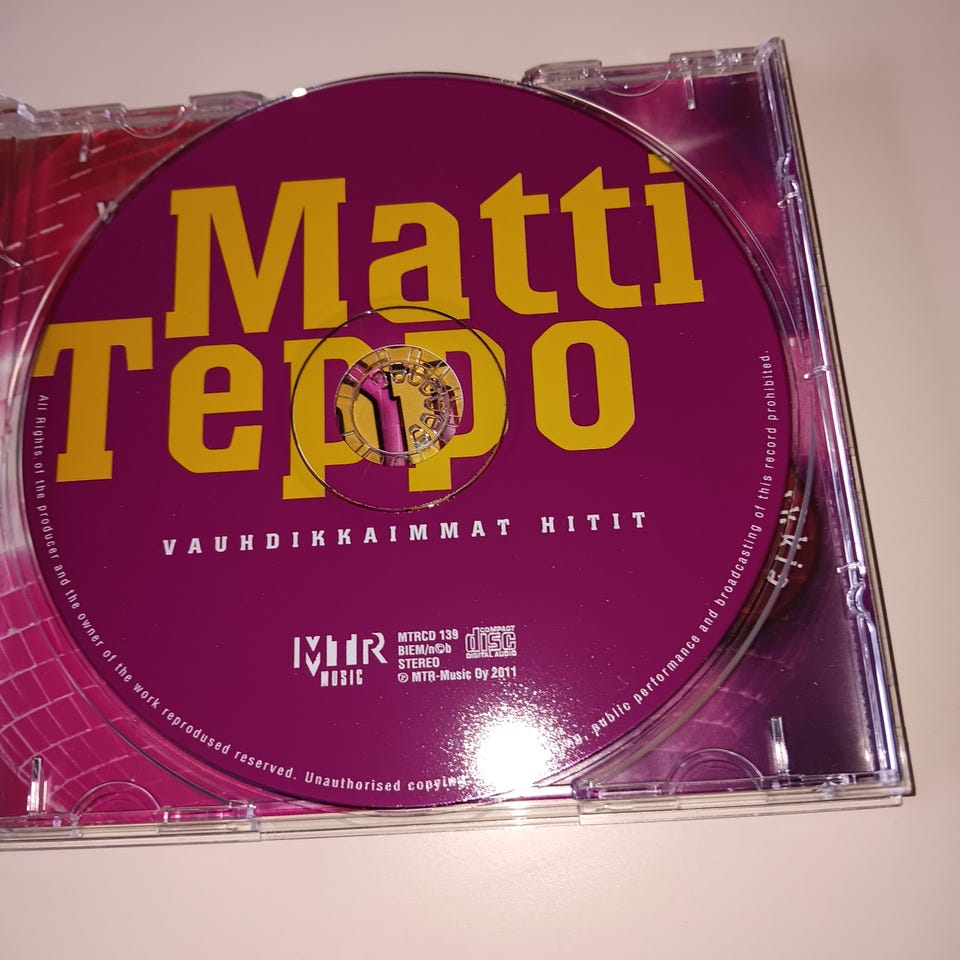 Matti
Teppo
VAUHDIKKAIMMAT HITIT
MTR
MUSIC
MTRCD 139
BIEM/n©b
STEREO
℗ MTR-Music Oy 2011
COMPACT
disc
DIGITAL AUDIO
All Rights of the producer and the owner of the work reprodused reserved. Unauthorised copying, public performance and broadcasting of this record prohibited.